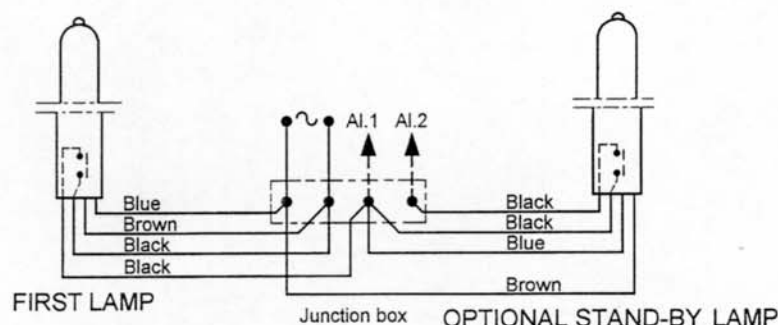 Al.1 Al.2
Blue
Brown
Black
Black
Black
Black
Blue
Brown
FIRST LAMP
Junction box
OPTIONAL STAND-BY LAMP